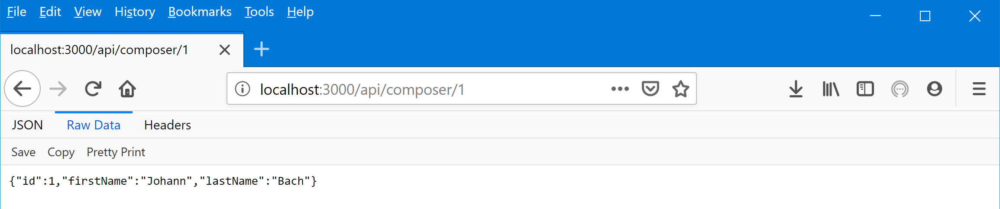 File Edit View History Bookmarks Tools Help
localhost:3000/api/composer/1
localhost:3000/api/composer/1
JSON Raw Data Headers
Save Copy Pretty Print
{"id":1,"firstName":"Johann","lastName":"Bach"}